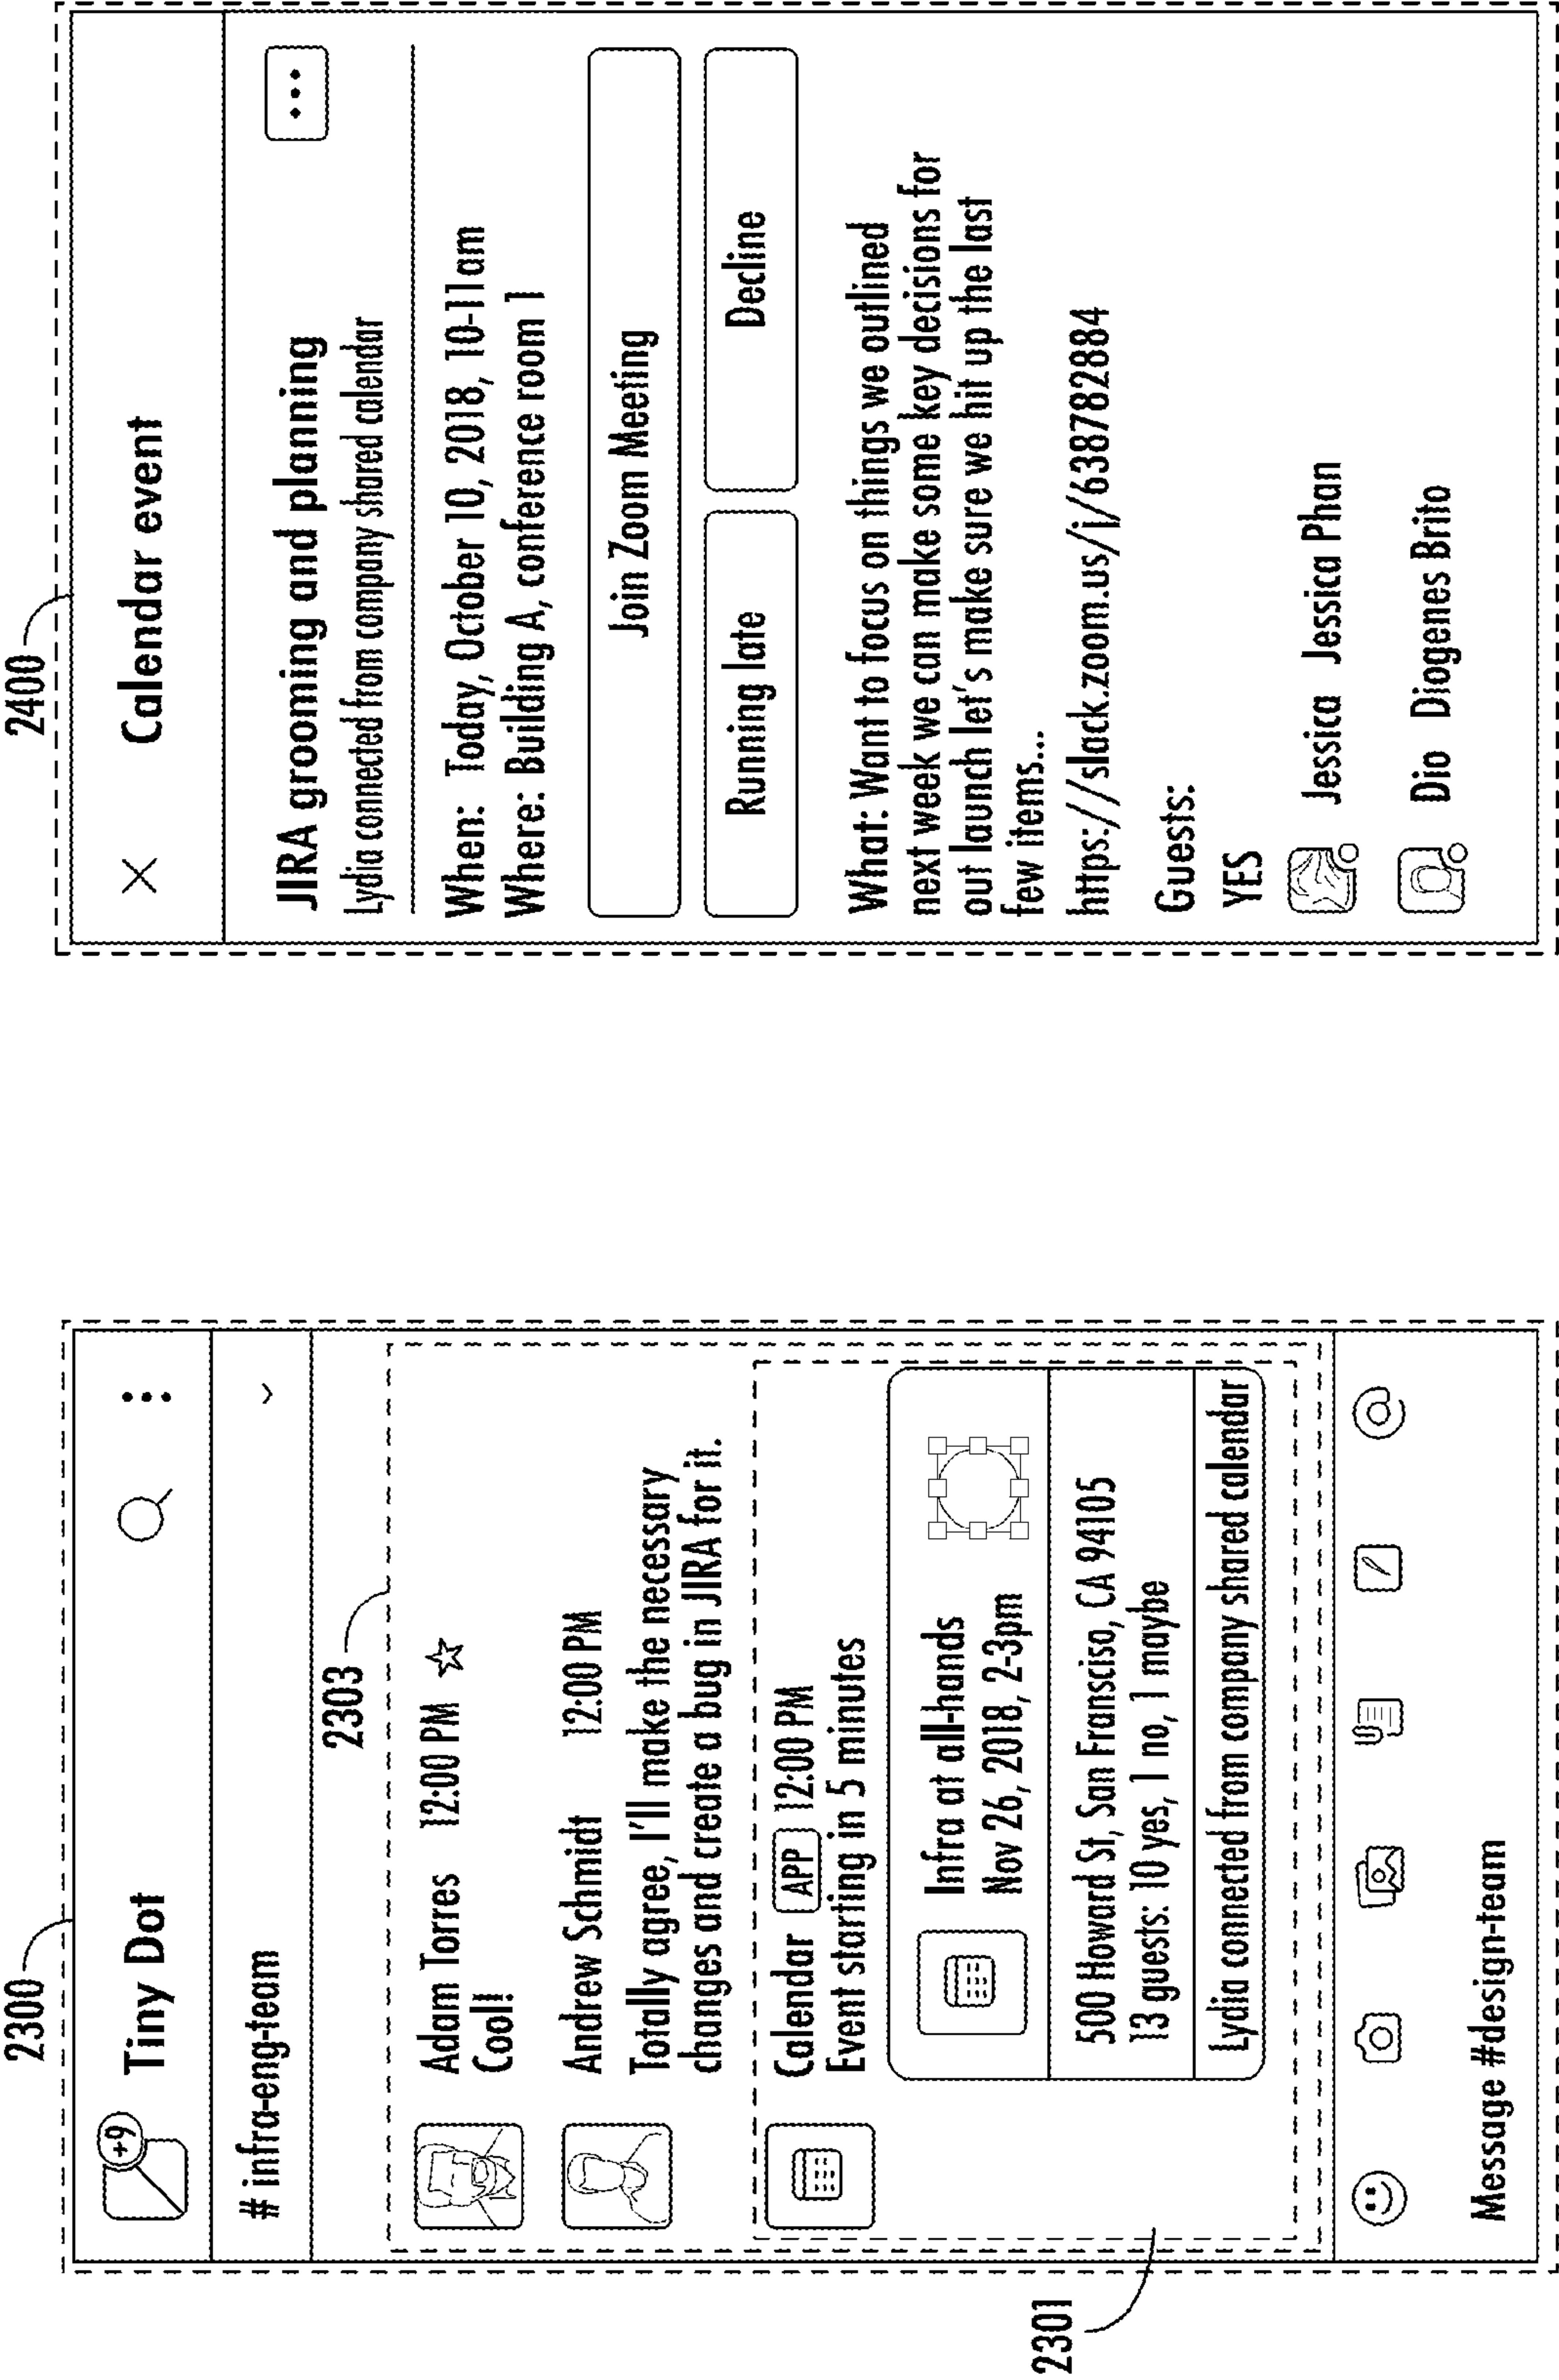 2300
Tiny Dot
+9
# infra-eng-team
2303
Adam Torres 12:00 PM
Cool!
Andrew Schmidt 12:00 PM
Totally agree, I'll make the necessary
changes and create a bug in JIRA for it.
Calendar APP 12:00 PM
Event starting in 5 minutes
Infra at all-hands
Nov 26, 2018, 2-3pm
500 Howard St, San Fransciso, CA 94105
13 guests: 10 yes, 1 no, 1 maybe
Lydia connected from company shared calendar
2301
Message #design-team
2400
Calendar event
JIRA grooming and planning
Lydia connected from company shared calendar
When: Today, October 10, 2018, 10-11am
Where: Building A, conference room 1
Join Zoom Meeting
Running late
Decline
What: Want to focus on things we outlined
next week we can make some key decisions for
out launch let's make sure we hit up the last
few items...
https://slack.zoom.us/j/6387828​84
Guests:
YES
Jessica Jessica Phan
Dio Diogenes Brito